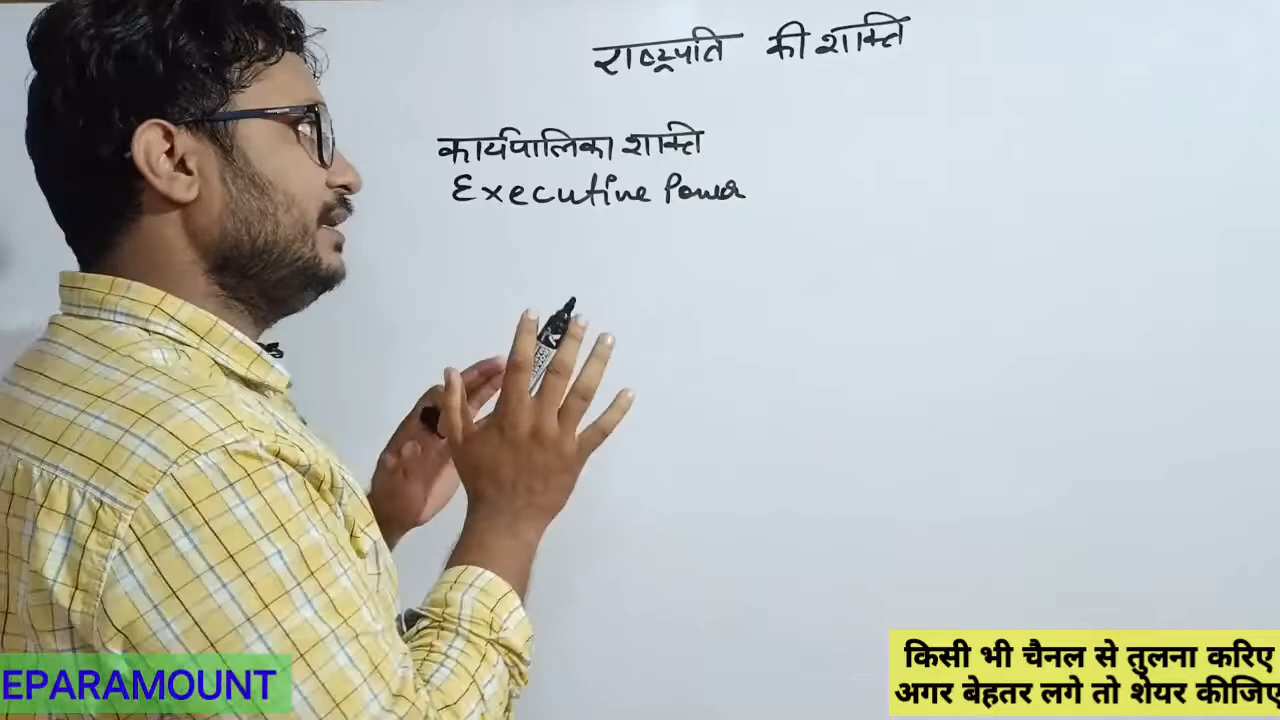 राष्ट्रपति की शक्ति
कार्यपालिका शक्ति
Executive Power
EPARAMOUNT
किसी भी चैनल से तुलना करिए
अगर बेहतर लगे तो शेयर कीजिए